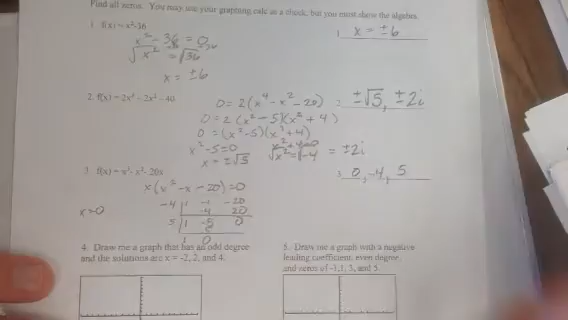 Find all zeros. You may use your graphing calc as a check, but you must show the algebra.
1. f(x) = x²-36
1. x = ±6
x² - 36 = 0
√x² = √36
x = ±6
2. f(x) = 2x⁴ - 2x² - 40
2. ±√5, ±2i
0 = 2(x⁴ - x² - 20)
0 = 2(x² - 5)(x² + 4)
0 = (x² - 5)(x² + 4)
x² - 5 = 0
x² + 4 = 0
x = ±√5
√x² = √-4 = ±2i
3. f(x) = x³ - x² - 20x
3. 0, -4, 5
x(x² - x - 20) = 0
x = 0
-4 | 1 -1 -20
-4 20
5 | 1 -5 0
5
1 0
4. Draw me a graph that has an odd degree
and the solutions are x = -2, 2, and 4.
5. Draw me a graph with a negative
leading coefficient, even degree,
and zeros of -1, 1, 3, and 5.